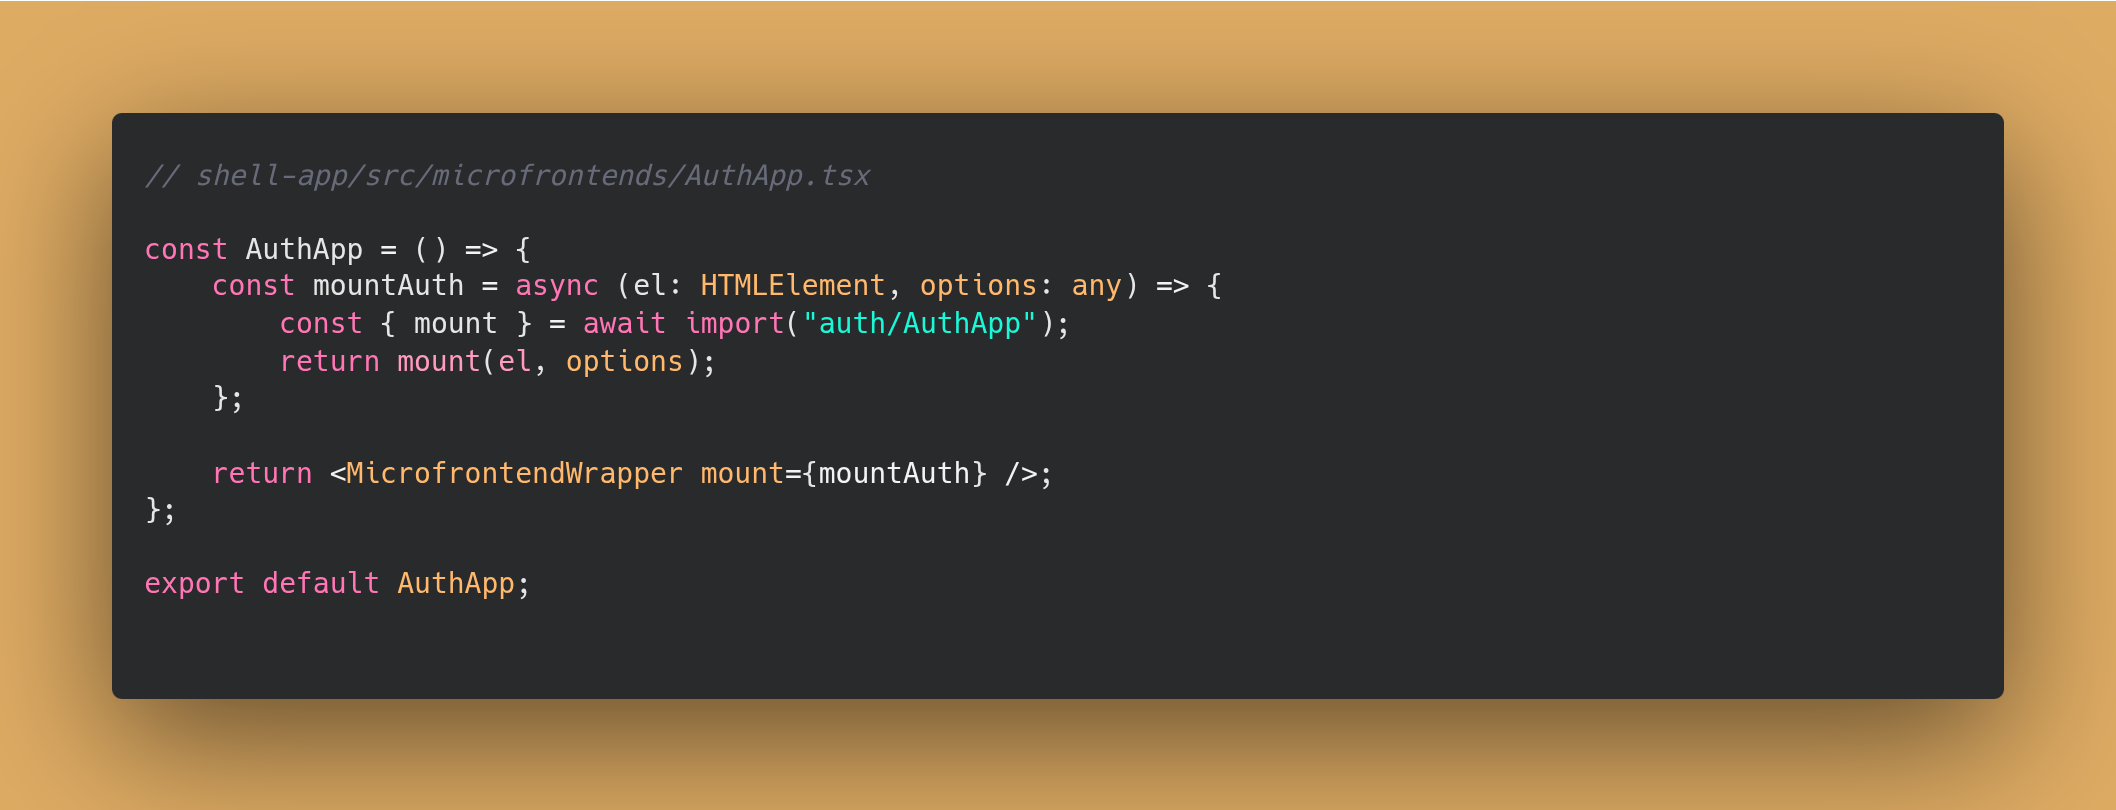 // shell-app/src/microfrontends/AuthApp.tsx
const AuthApp = () => {
    const mountAuth = async (el: HTMLElement, options: any) => {
        const { mount } = await import("auth/AuthApp");
        return mount(el, options);
    };
    return <MicrofrontendWrapper mount={mountAuth} />;
};
export default AuthApp;